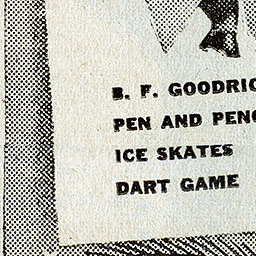 B. F. GOODRIC
PEN AND PENC
ICE SKATES
DART GAME